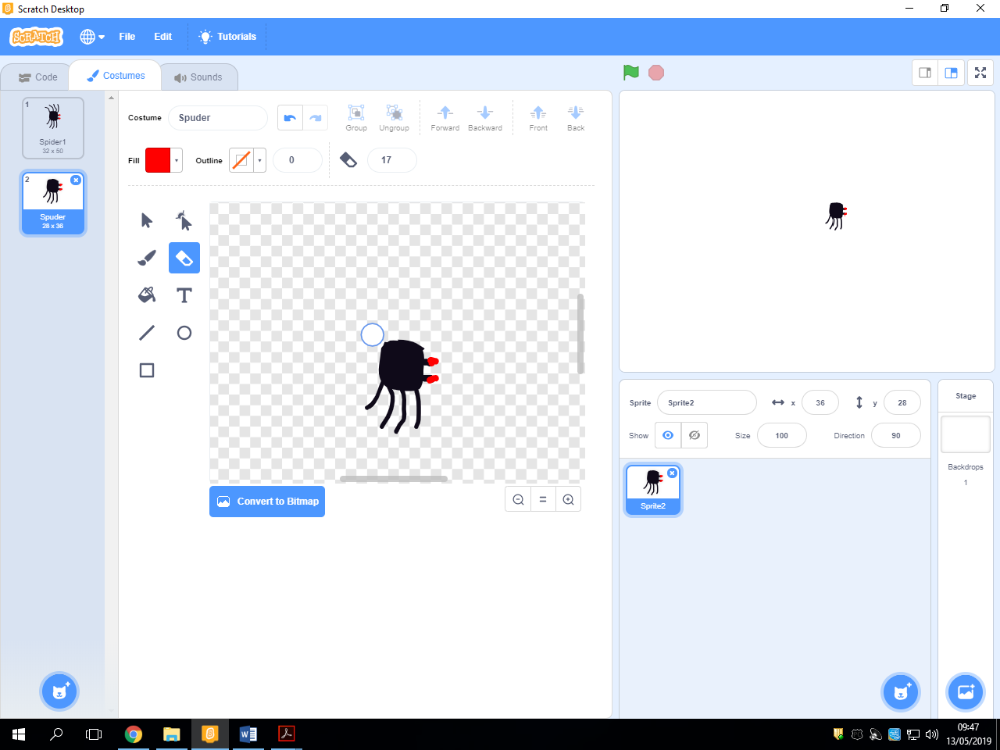 Scratch Desktop
SCRATCH
File
Edit
Tutorials
Code
Costumes
Sounds
1
Spider1
32 x 50
2
Spuder
28 x 36
Costume
Spuder
Group
Ungroup
Forward
Backward
Front
Back
Fill
Outline
0
17
T
Convert to Bitmap
=
Sprite
Sprite2
x
36
y
28
Show
Size
100
Direction
90
Sprite2
Stage
Backdrops
1
09:47
13/05/2019